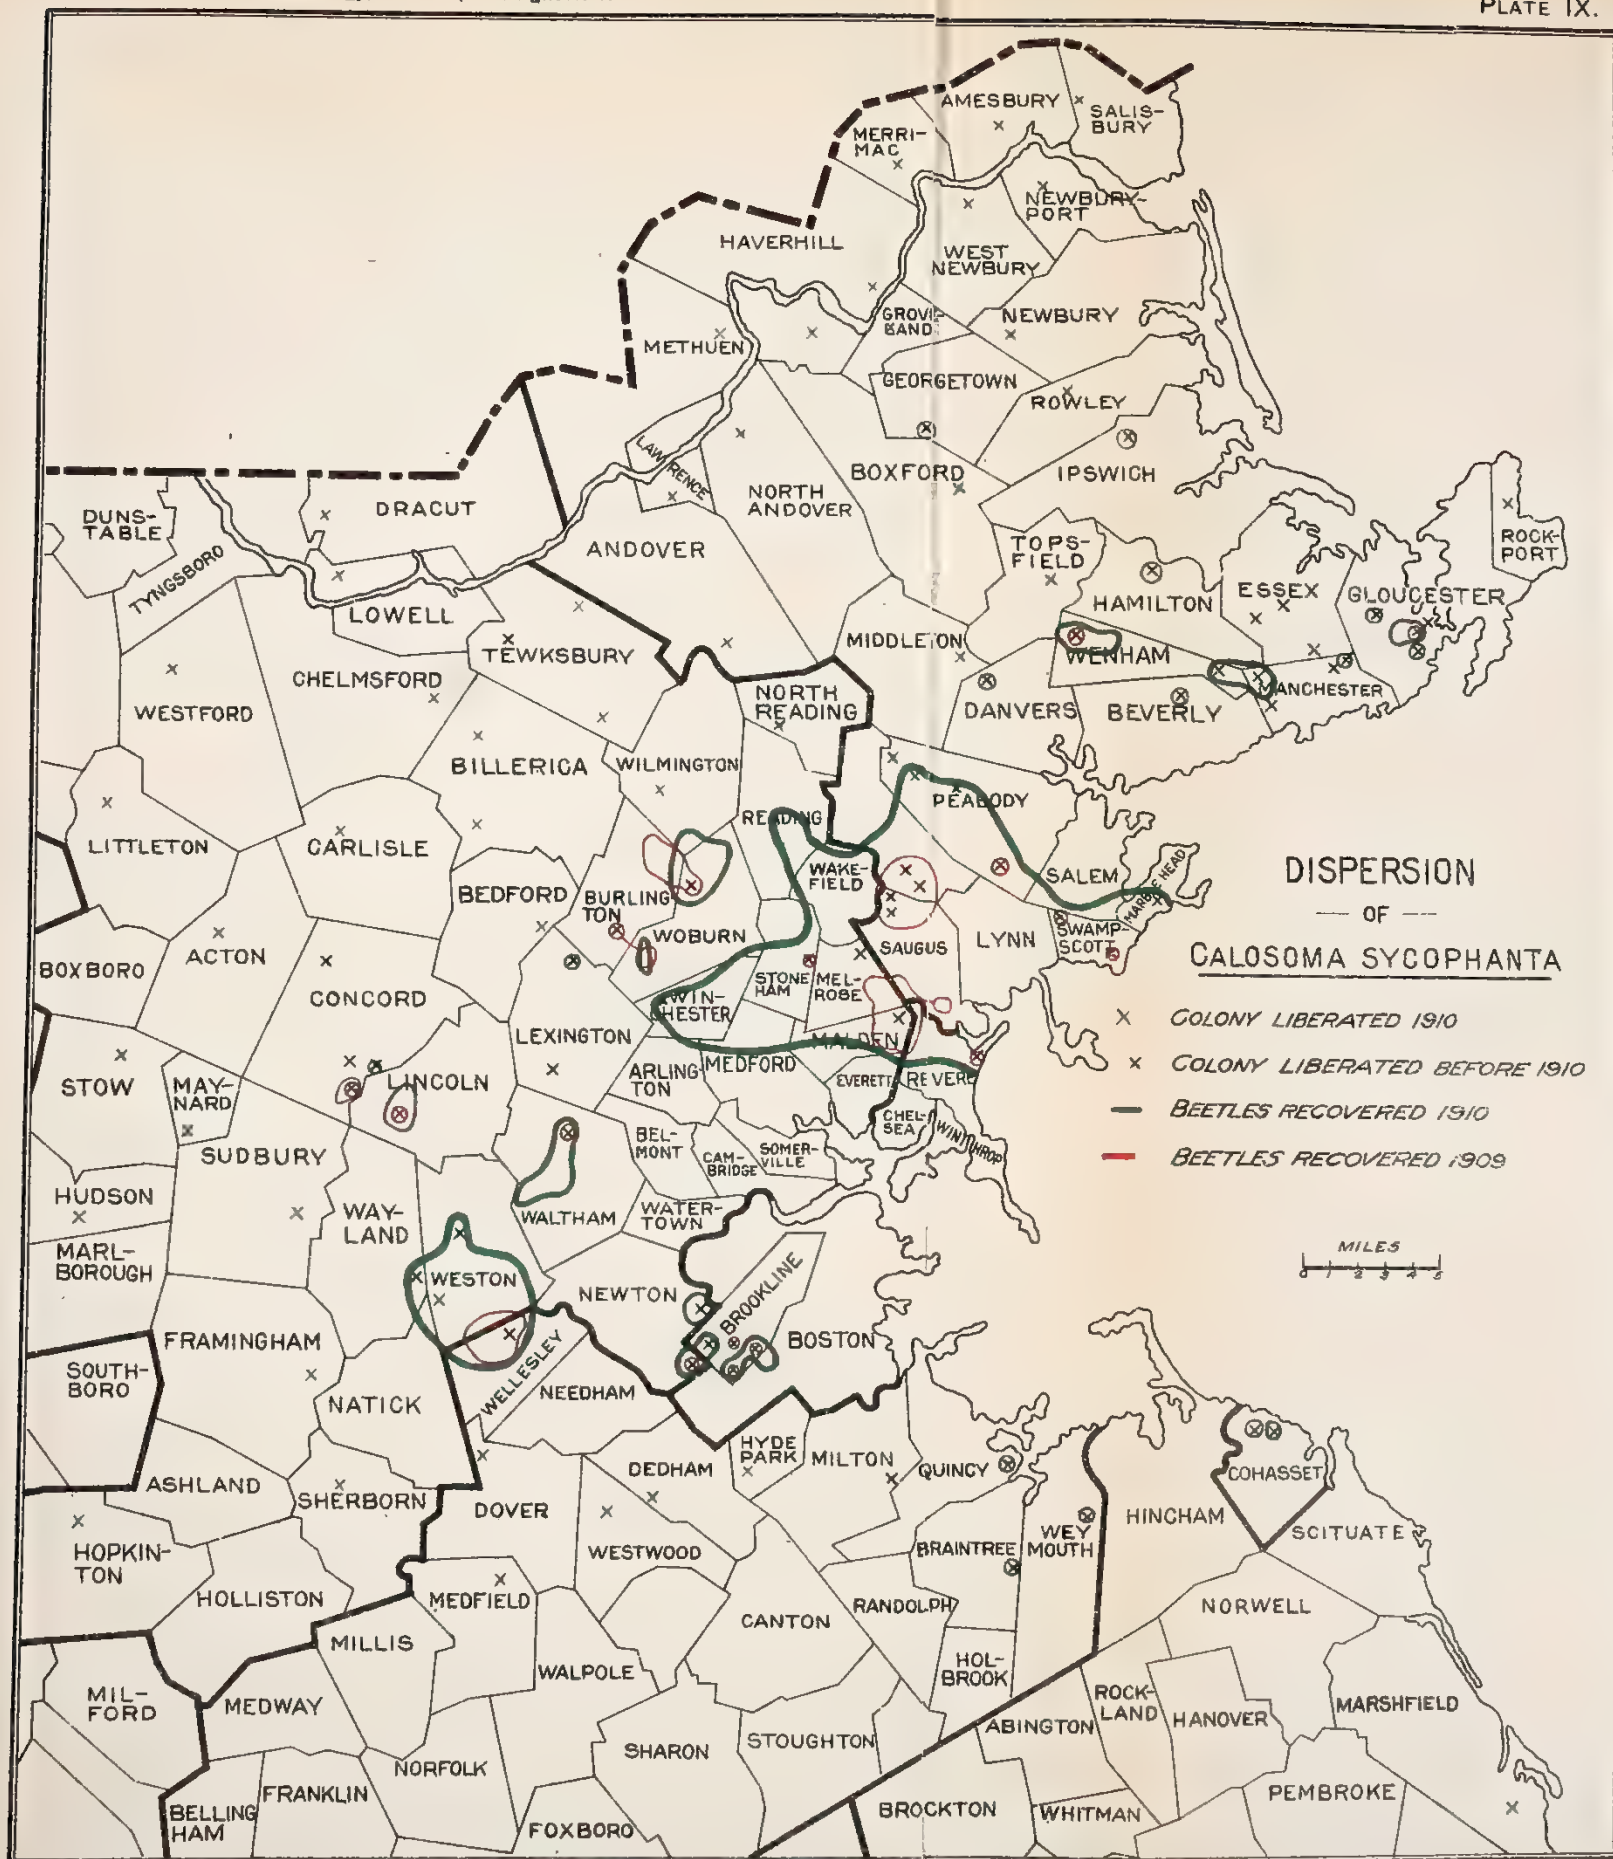 PLATE IX.
AMESBURY
SALIS-
BURY
MERRI-
MAC
NEWBURY-
PORT
HAVERHILL
WEST
NEWBURY
NEWBURY
METHUEN
GEORGETOWN
ROWLEY
LAWRENCE
BOXFORD
IPSWICH
NORTH
ANDOVER
DRACUT
DUNS-
TABLE
ROCK-
PORT
ANDOVER
TOPS-
FIELD
TYNGSBORO
ESSEX
GLOUCESTER
HAMILTON
LOWELL
MIDDLETON
TEWKSBURY
WENHAM
CHELMSFORD
MANCHESTER
NORTH
READING
WESTFORD
DANVERS
BEVERLY
BILLERICA
WILMINGTON
PEABODY
READING
LITTLETON
CARLISLE
WAKE-
FIELD
SALEM
MARBLE HEAD
BEDFORD
BURLING
TON
WOBURN
SAUGUS
LYNN
SWAMP-
SCOTT
ACTON
BOXBORO
CONCORD
STONE
HAM
MEL-
ROSE
WIN-
CHESTER
LEXINGTON
MALDEN
MEDFORD
ARLING
TON
EVERETT
REVERE
STOW
MAY-
NARD
LINCOLN
CHEL-
SEA
WINTHROP
BEL-
MONT
CAM-
BRIDGE
SOMER-
VILLE
SUDBURY
HUDSON
WAY-
LAND
WALTHAM
WATER-
TOWN
MARL-
BOROUGH
WESTON
NEWTON
BROOKLINE
BOSTON
FRAMINGHAM
SOUTH-
BORO
WELLESLEY
NEEDHAM
NATICK
HYDE
PARK
MILTON
QUINCY
DEDHAM
COHASSET
ASHLAND
SHERBORN
DOVER
HINGHAM
SCITUATE
WEY
MOUTH
BRAINTREE
WESTWOOD
HOPKIN-
TON
HOLLISTON
MEDFIELD
RANDOLPH
NORWELL
CANTON
MILLIS
WALPOLE
HOL-
BROOK
MIL-
FORD
MEDWAY
ROCK-
LAND
HANOVER
MARSHFIELD
ABINGTON
STOUGHTON
SHARON
NORFOLK
FRANKLIN
PEMBROKE
BELLING
HAM
FOXBORO
BROCKTON
WHITMAN
DISPERSION
— OF —
CALOSOMA SYCOPHANTA
× COLONY LIBERATED 1910
× COLONY LIBERATED BEFORE 1910
BEETLES RECOVERED 1910
BEETLES RECOVERED 1909
MILES
0 1 2 3 4 5